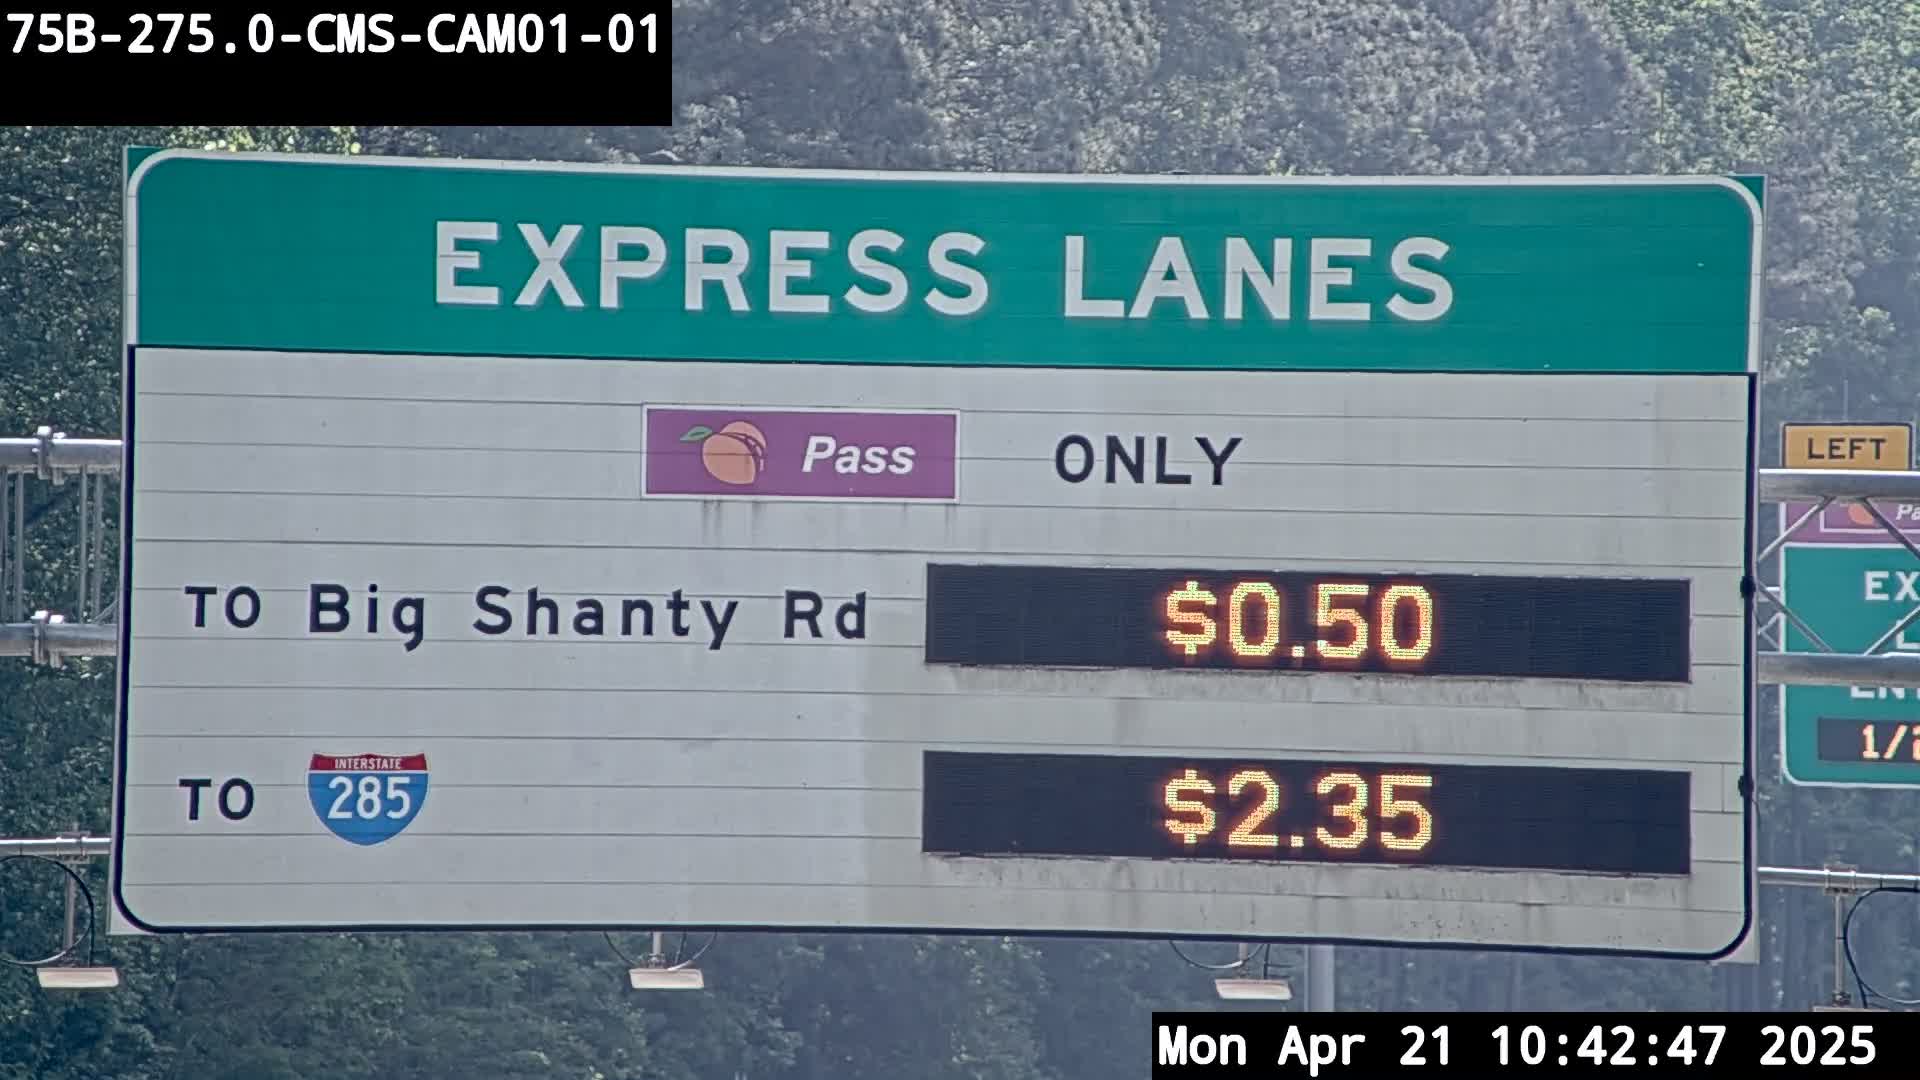 75B-275.0-CMS-CAM01-01
EXPRESS LANES
Pass ONLY
TO Big Shanty Rd $0.50
TO INTERSTATE 285 $2.35
LEFT
Mon Apr 21 10:42:47 2025